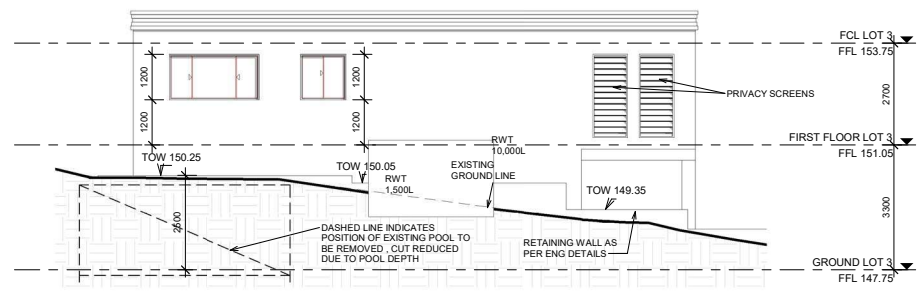 FCL LOT 3
FFL 153.75
1200
1200
2700
PRIVACY SCREENS
1200
1200
RWT
10,000L
FIRST FLOOR LOT 3
FFL 151.05
TOW 150.25
TOW 150.05
EXISTING
GROUND LINE
RWT
1,500L
TOW 149.35
2500
3300
DASHED LINE INDICATES
POSITION OF EXISTING POOL TO
BE REMOVED , CUT REDUCED
DUE TO POOL DEPTH
RETAINING WALL AS
PER ENG DETAILS
GROUND LOT 3
FFL 147.75